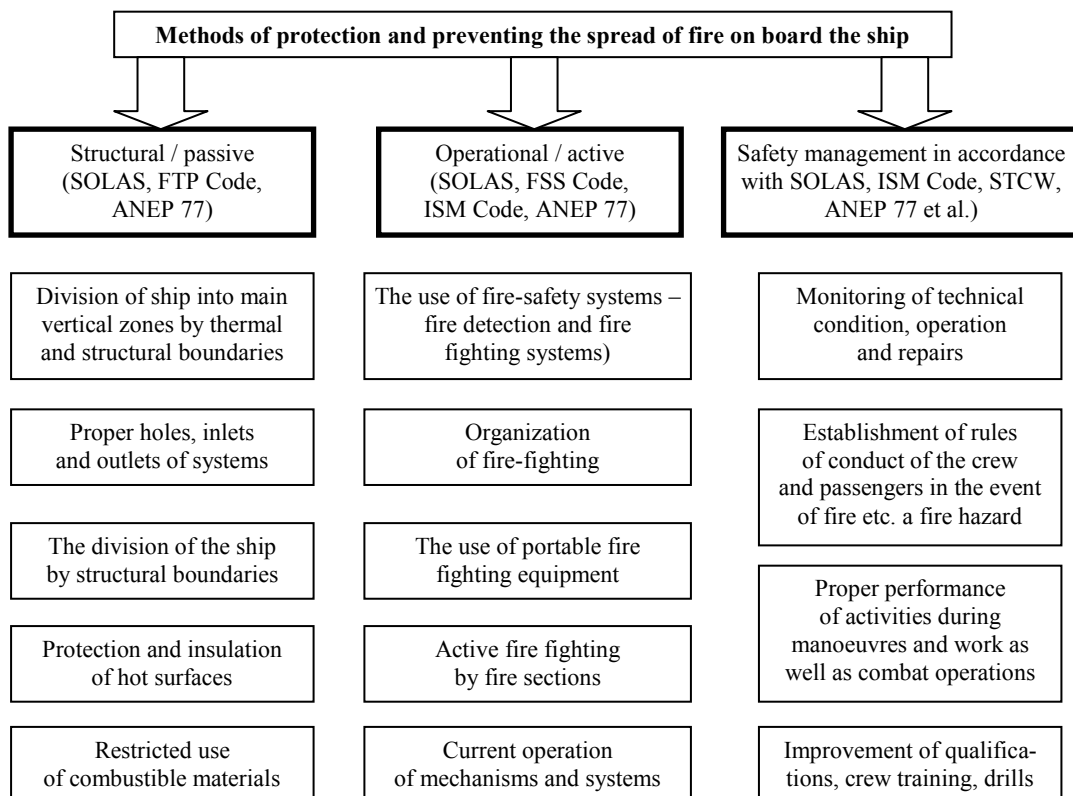 Methods of protection and preventing the spread of fire on board the ship
Structural / passive
(SOLAS, FTP Code,
ANEP 77)
Operational / active
(SOLAS, FSS Code,
ISM Code, ANEP 77)
Safety management in accordance
with SOLAS, ISM Code, STCW,
ANEP 77 et al.)
Division of ship into main
vertical zones by thermal
and structural boundaries
The use of fire-safety systems –
fire detection and fire
fighting systems)
Monitoring of technical
condition, operation
and repairs
Proper holes, inlets
and outlets of systems
Organization
of fire-fighting
Establishment of rules
of conduct of the crew
and passengers in the event
of fire etc. a fire hazard
The division of the ship
by structural boundaries
The use of portable fire
fighting equipment
Proper performance
of activities during
manoeuvres and work as
well as combat operations
Protection and insulation
of hot surfaces
Active fire fighting
by fire sections
Restricted use
of combustible materials
Current operation
of mechanisms and systems
Improvement of qualifica-
tions, crew training, drills